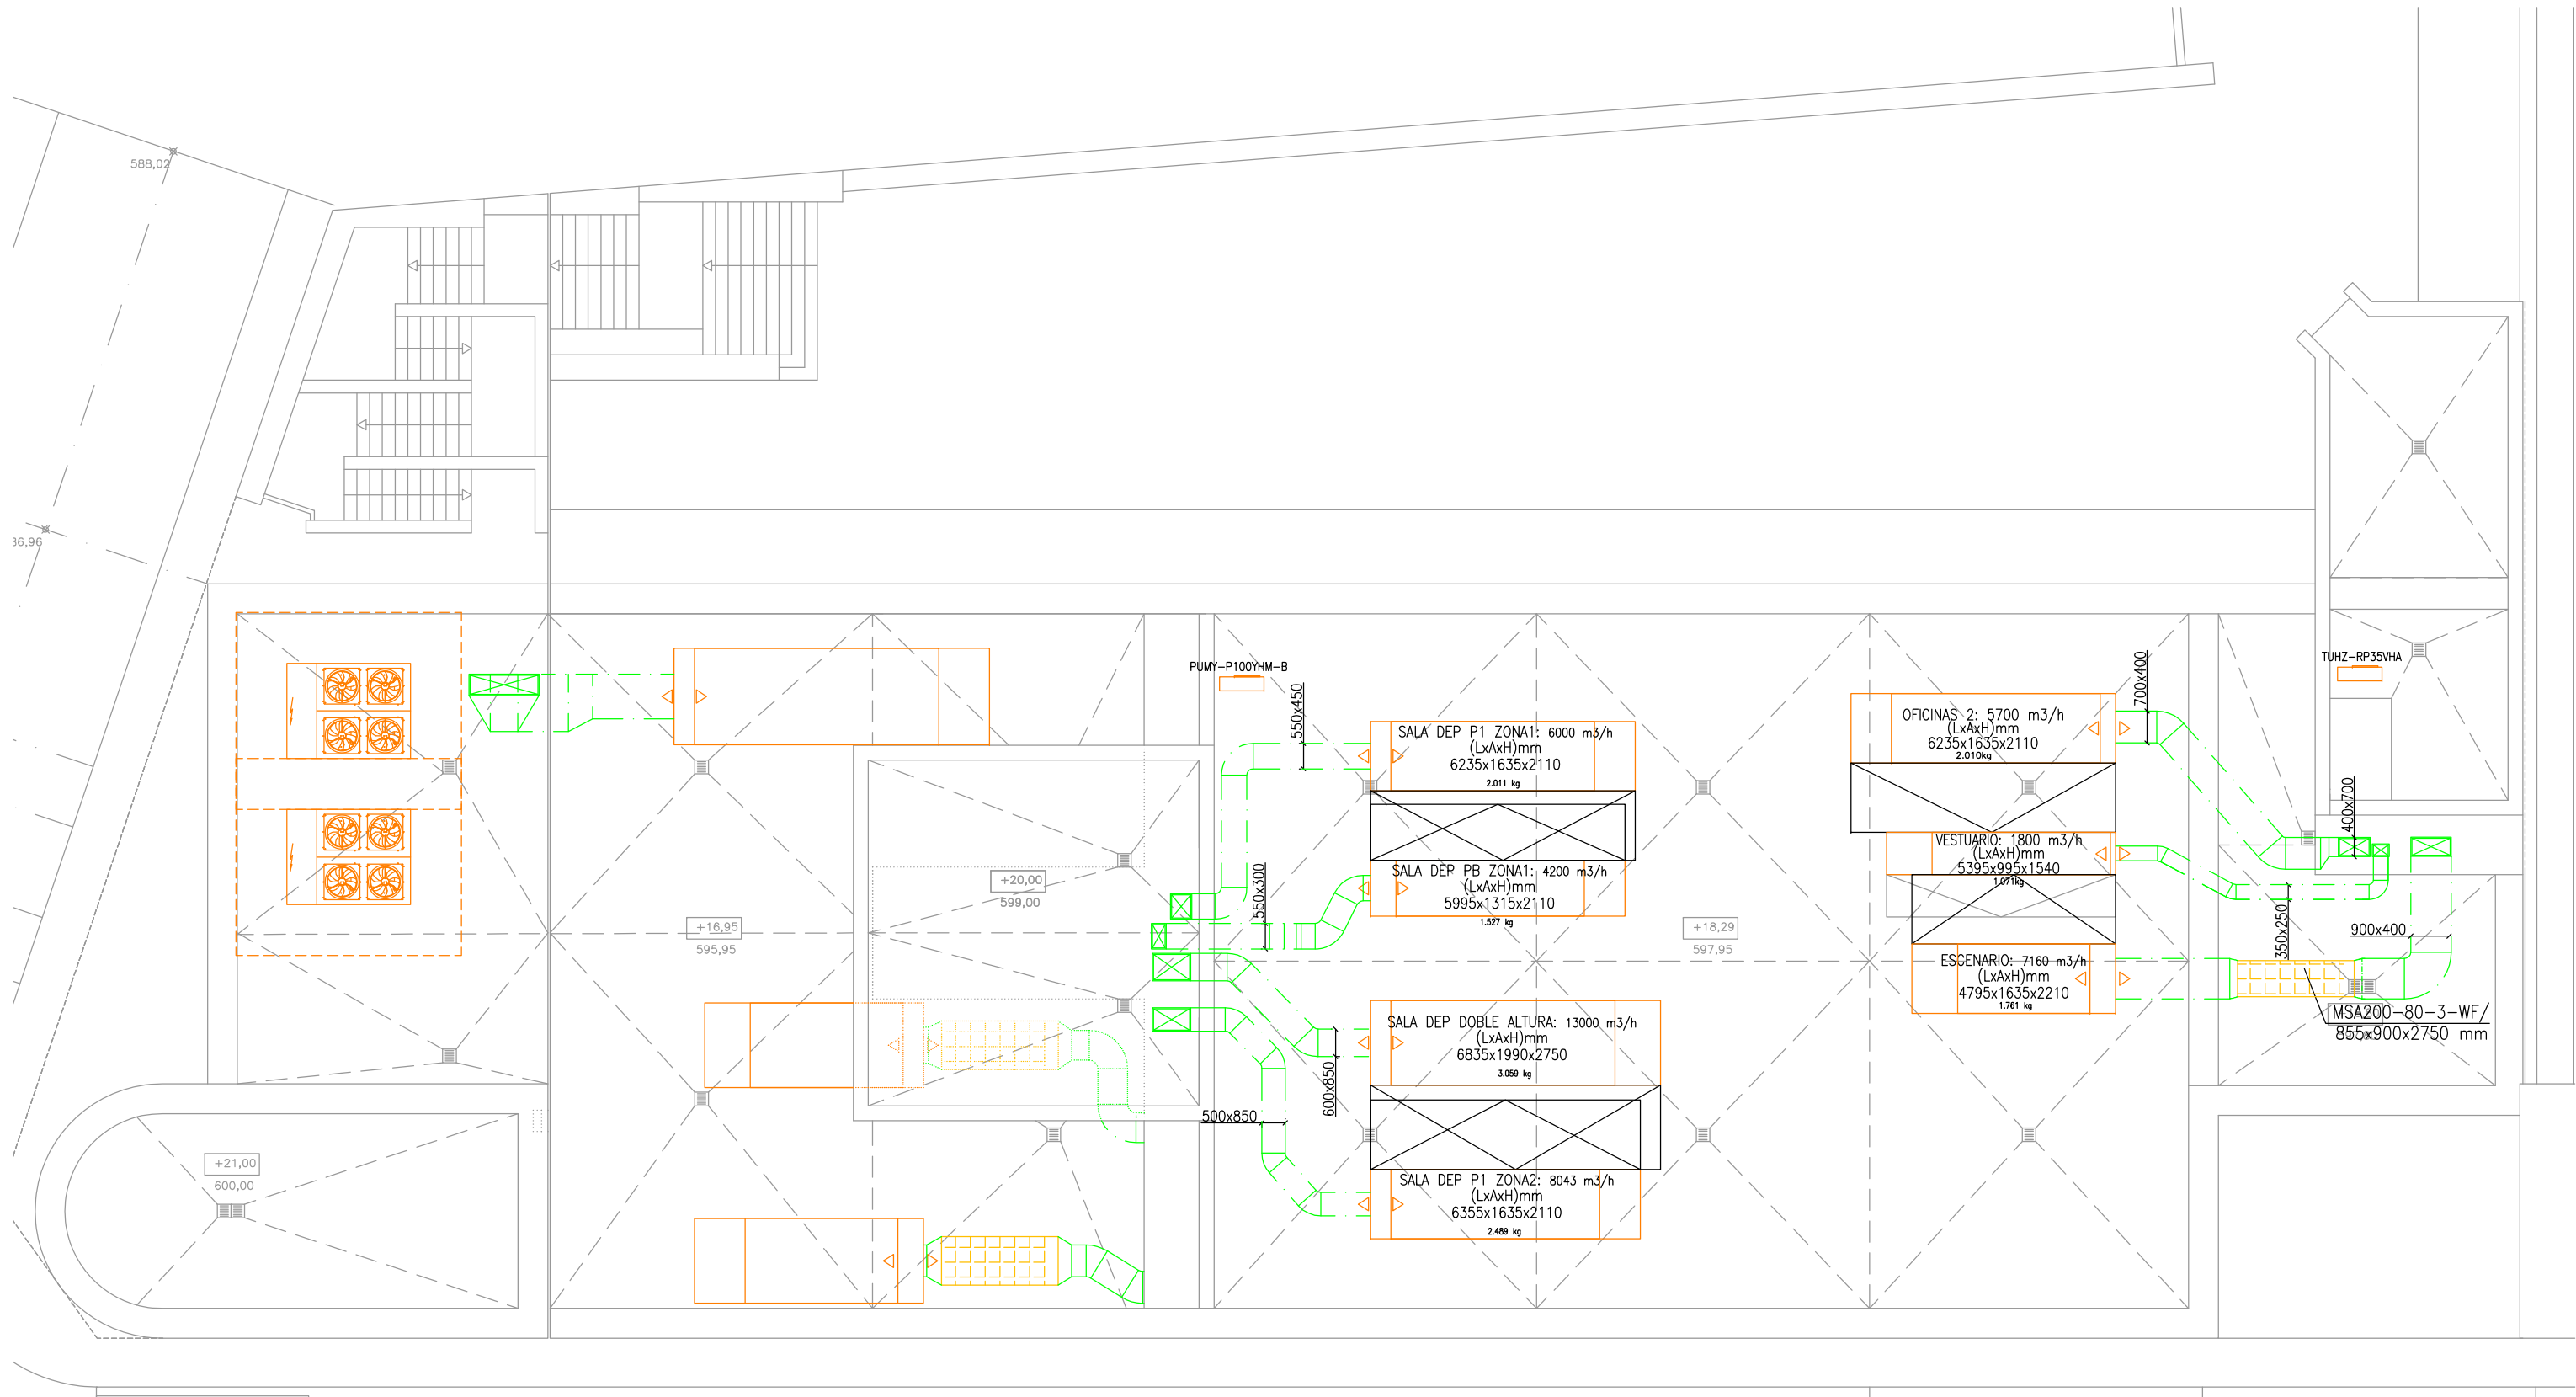 588,02
36,96
PUMY-P100YHM-B
TUHZ-RP35VHA
550x450
700x400
SALA DEP P1 ZONA1: 6000 m3/h
(LxAxH)mm
6235x1635x2110
2.011 kg
OFICINAS 2: 5700 m3/h
(LxAxH)mm
6235x1635x2110
2.010kg
400x700
VESTUARIO: 1800 m3/h
(LxAxH)mm
5395x995x1540
1.071kg
SALA DEP PB ZONA1: 4200 m3/h
(LxAxH)mm
5995x1315x2110
1.527 kg
550x300
+20,00
599,00
+16,95
595,95
+18,29
597,95
350x250
900x400
ESCENARIO: 7160 m3/h
(LxAxH)mm
4795x1635x2210
1.761 kg
MSA200-80-3-WF/
855x900x2750 mm
SALA DEP DOBLE ALTURA: 13000 m3/h
(LxAxH)mm
6835x1990x2750
3.059 kg
600x850
500x850
+21,00
600,00
SALA DEP P1 ZONA2: 8043 m3/h
(LxAxH)mm
6355x1635x2110
2.489 kg